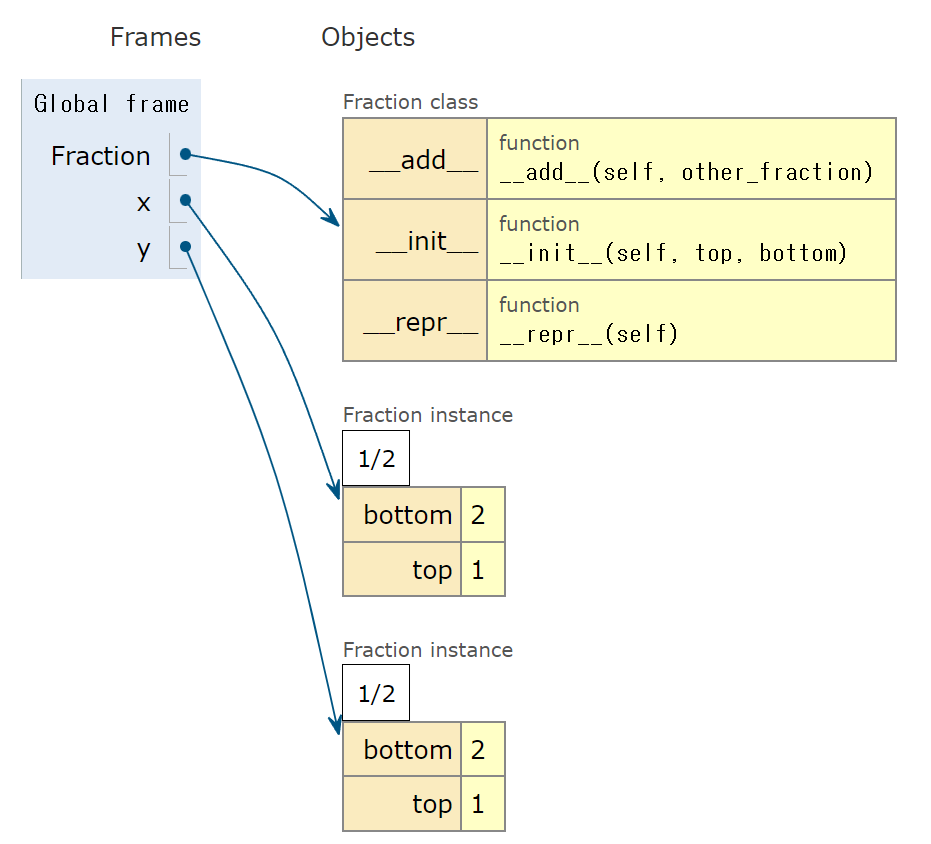 Frames Objects
Global frame
Fraction
x
y
Fraction class
__add__ function
__add__(self, other_fraction)
__init__ function
__init__(self, top, bottom)
__repr__ function
__repr__(self)
Fraction instance
1/2
bottom 2
top 1
Fraction instance
1/2
bottom 2
top 1